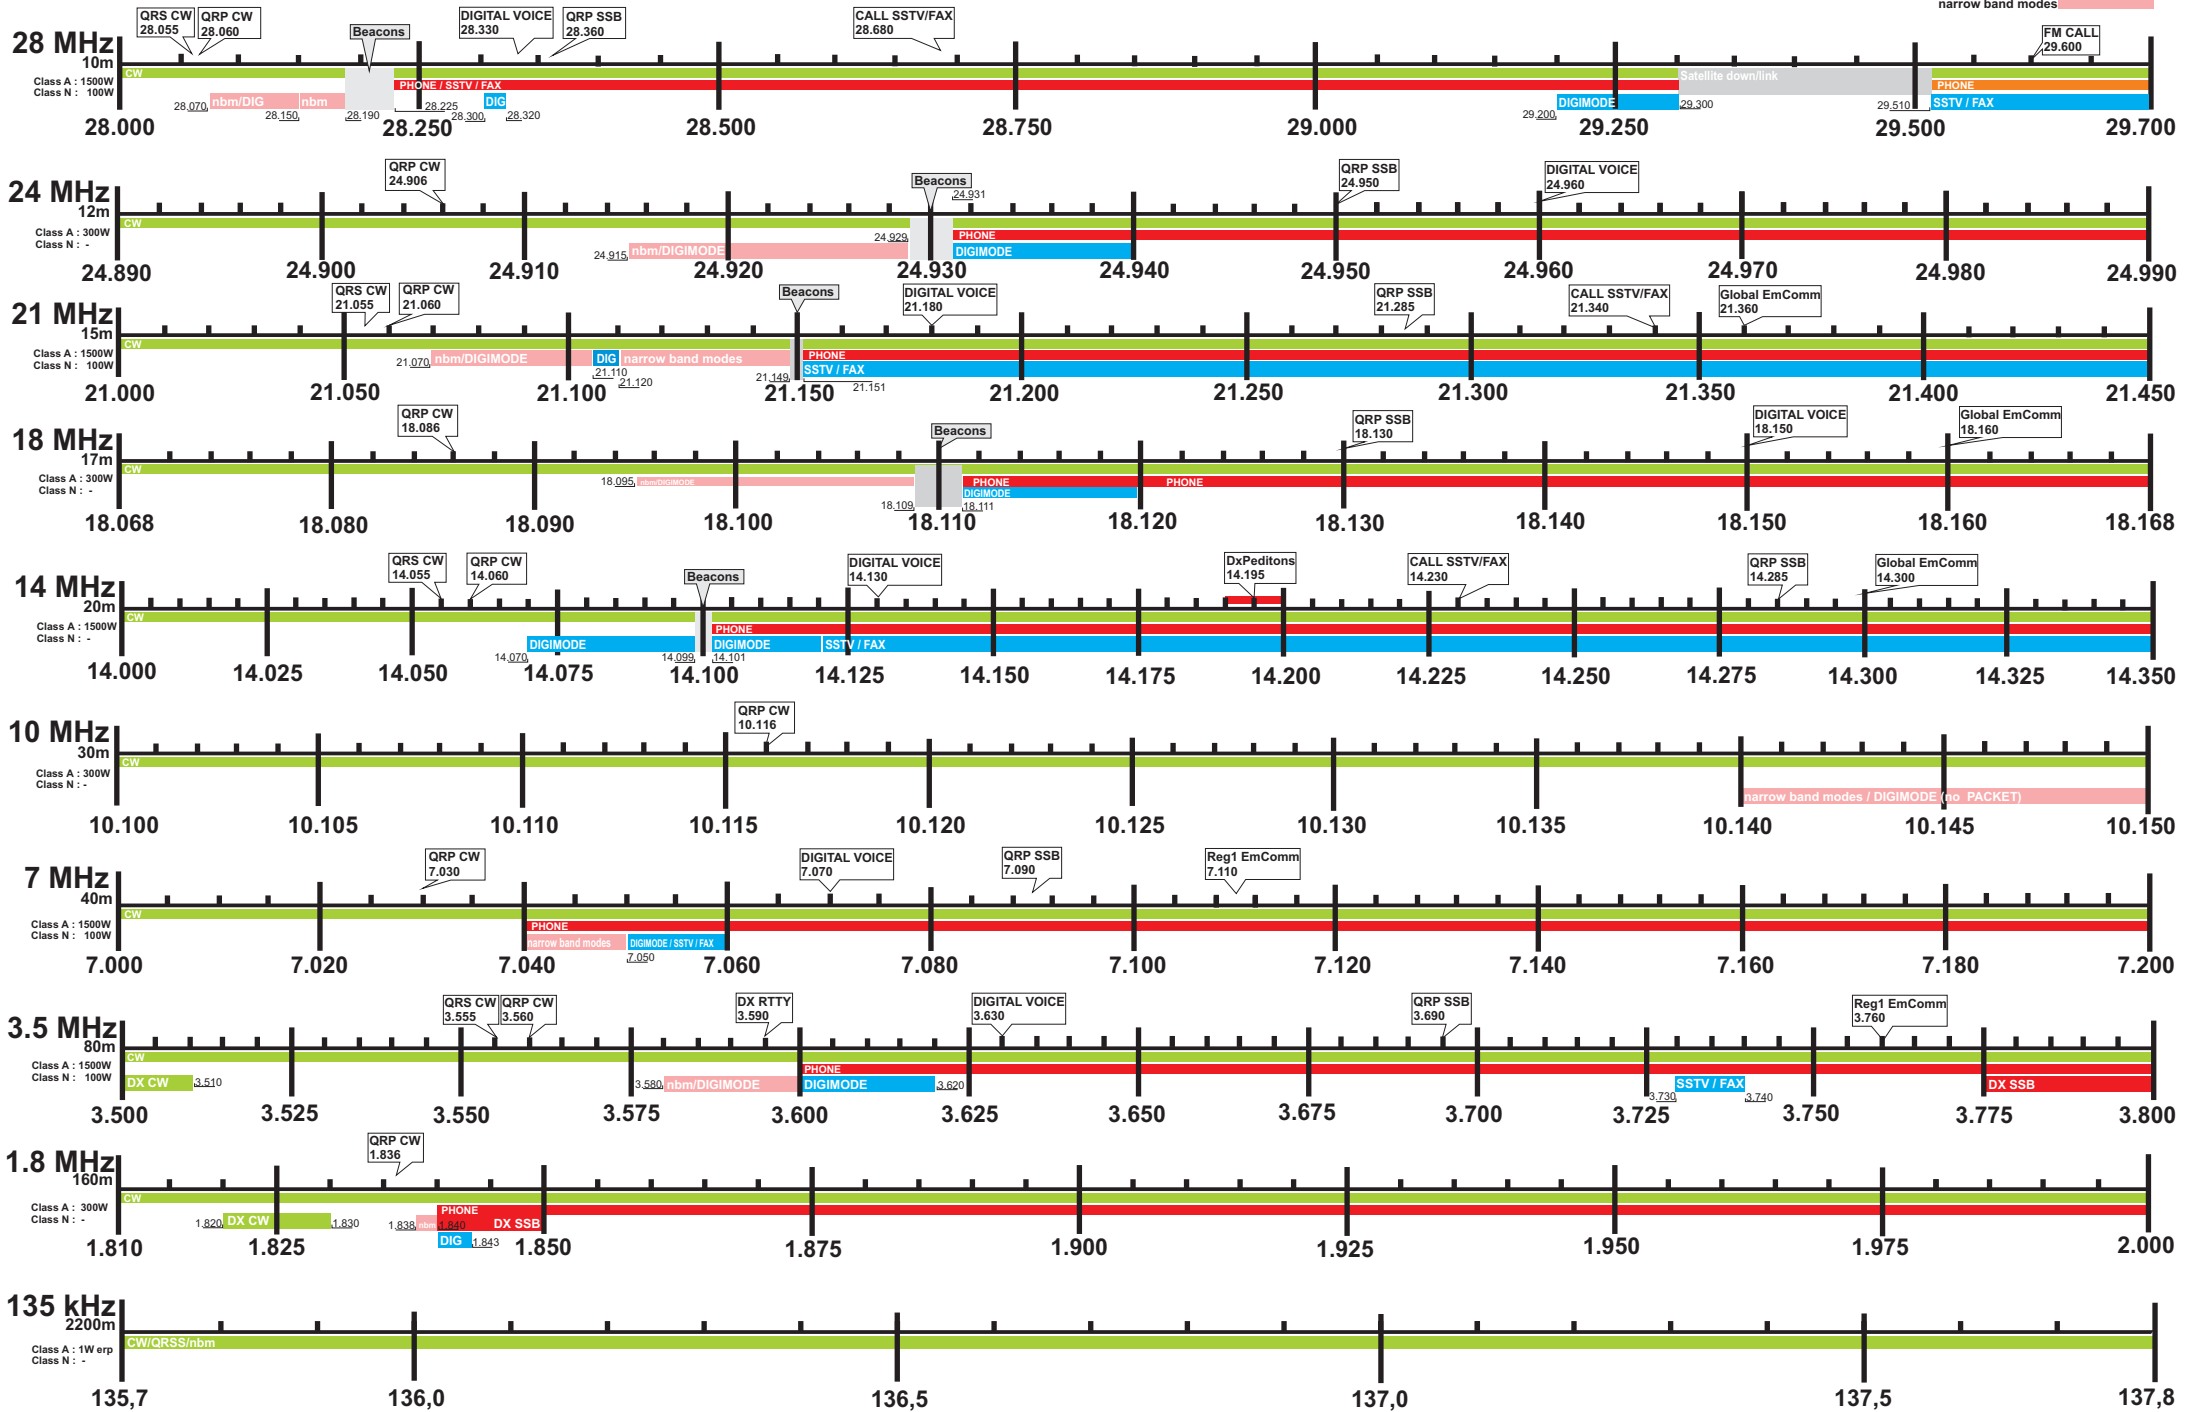 narrow band modes
QRS CW
28.055
QRP CW
28.060
Beacons
DIGITAL VOICE
28.330
QRP SSB
28.360
CALL SSTV/FAX
28.680
FM CALL
29.600
28 MHz
10m
Class A : 1500W
Class N : 100W
CW
PHONE / SSTV / FAX
Satellite down/link
PHONE
28.070
nbm/DIG
nbm
28.150
28.190
28.225
28.300
DIG
28.320
29.200
DIGIMODE
29.300
29.510
SSTV / FAX
28.000
28.250
28.500
28.750
29.000
29.250
29.500
29.700
QRP CW
24.906
Beacons
24.931
QRP SSB
24.950
DIGITAL VOICE
24.960
24 MHz
12m
Class A : 300W
Class N : -
CW
PHONE
24.915
nbm/DIGIMODE
24.929
DIGIMODE
24.890
24.900
24.910
24.920
24.930
24.940
24.950
24.960
24.970
24.980
24.990
QRS CW
21.055
QRP CW
21.060
Beacons
DIGITAL VOICE
21.180
QRP SSB
21.285
CALL SSTV/FAX
21.340
Global EmComm
21.360
21 MHz
15m
Class A : 1500W
Class N : 100W
CW
PHONE
21.070
nbm/DIGIMODE
DIG
narrow band modes
21.110
21.120
21.149
SSTV / FAX
21.151
21.000
21.050
21.100
21.150
21.200
21.250
21.300
21.350
21.400
21.450
QRP CW
18.086
Beacons
QRP SSB
18.130
DIGITAL VOICE
18.150
Global EmComm
18.160
18 MHz
17m
Class A : 300W
Class N : -
CW
18.095
nbm/DIGIMODE
PHONE
PHONE
DIGIMODE
18.109
18.111
18.068
18.080
18.090
18.100
18.110
18.120
18.130
18.140
18.150
18.160
18.168
QRS CW
14.055
QRP CW
14.060
Beacons
DIGITAL VOICE
14.130
DxPeditons
14.195
CALL SSTV/FAX
14.230
QRP SSB
14.285
Global EmComm
14.300
14 MHz
20m
Class A : 1500W
Class N : -
CW
PHONE
DIGIMODE
DIGIMODE
SSTV / FAX
14.070
14.099
14.101
14.000
14.025
14.050
14.075
14.100
14.125
14.150
14.175
14.200
14.225
14.250
14.275
14.300
14.325
14.350
QRP CW
10.116
10 MHz
30m
Class A : 300W
Class N : -
CW
narrow band modes / DIGIMODE (no PACKET)
10.100
10.105
10.110
10.115
10.120
10.125
10.130
10.135
10.140
10.145
10.150
QRP CW
7.030
DIGITAL VOICE
7.070
QRP SSB
7.090
Reg1 EmComm
7.110
7 MHz
40m
Class A : 1500W
Class N : 100W
CW
PHONE
narrow band modes
DIGIMODE / SSTV / FAX
7.050
7.000
7.020
7.040
7.060
7.080
7.100
7.120
7.140
7.160
7.180
7.200
QRS CW
3.555
QRP CW
3.560
DX RTTY
3.590
DIGITAL VOICE
3.630
QRP SSB
3.690
Reg1 EmComm
3.760
3.5 MHz
80m
Class A : 1500W
Class N : 100W
CW
PHONE
DX CW
3.510
3.580
nbm/DIGIMODE
DIGIMODE
3.620
3.730
SSTV / FAX
3.740
DX SSB
3.500
3.525
3.550
3.575
3.600
3.625
3.650
3.675
3.700
3.725
3.750
3.775
3.800
QRP CW
1.836
1.8 MHz
160m
Class A : 300W
Class N : -
CW
PHONE
1.820
DX CW
1.830
1.838
nbm
1.840
DX SSB
DIG
1.843
1.810
1.825
1.850
1.875
1.900
1.925
1.950
1.975
2.000
135 kHz
2200m
Class A : 1W erp
Class N : -
CW/QRSS/nbm
135,7
136,0
136,5
137,0
137,5
137,8